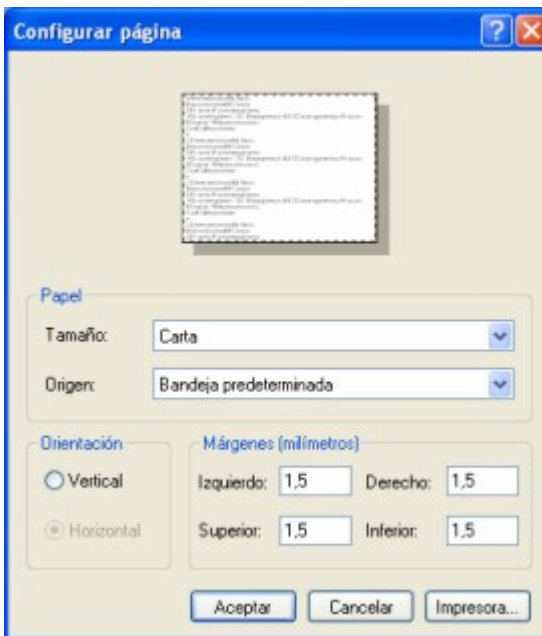 Configurar página
Papel
Tamaño: Carta
Origen: Bandeja predeterminada
Orientación
Vertical
Horizontal
Márgenes (milímetros)
Izquierdo: 1,5 Derecho: 1,5
Superior: 1,5 Inferior: 1,5
Aceptar Cancelar Impresora...